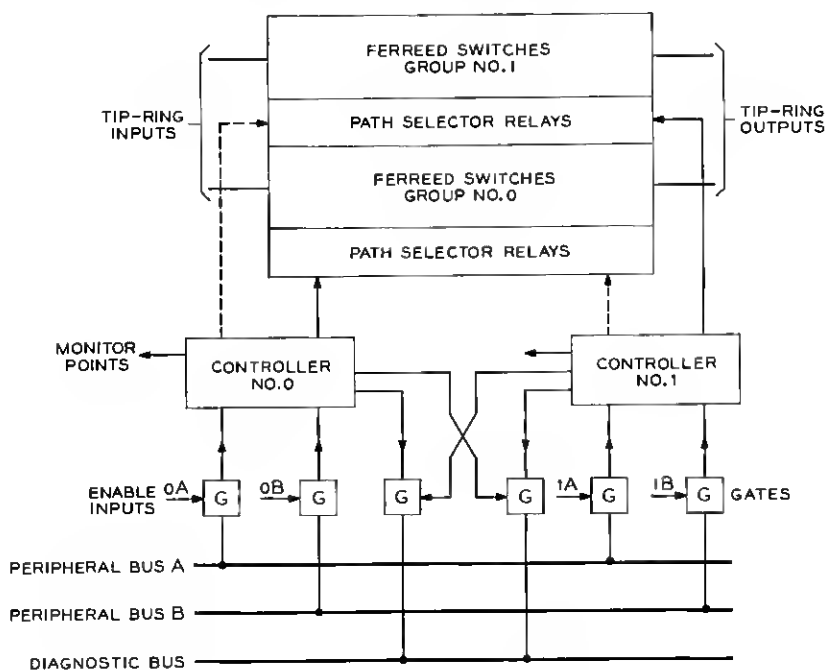 FERREED SWITCHES
GROUP NO.1
TIP-RING
INPUTS
PATH SELECTOR RELAYS
TIP-RING
OUTPUTS
FERREED SWITCHES
GROUP NO.0
PATH SELECTOR RELAYS
MONITOR
POINTS
CONTROLLER
NO.0
CONTROLLER
NO.1
ENABLE
INPUTS
0A
G
0B
G
G
G
1A
G
1B
G
GATES
PERIPHERAL BUS A
PERIPHERAL BUS B
DIAGNOSTIC BUS